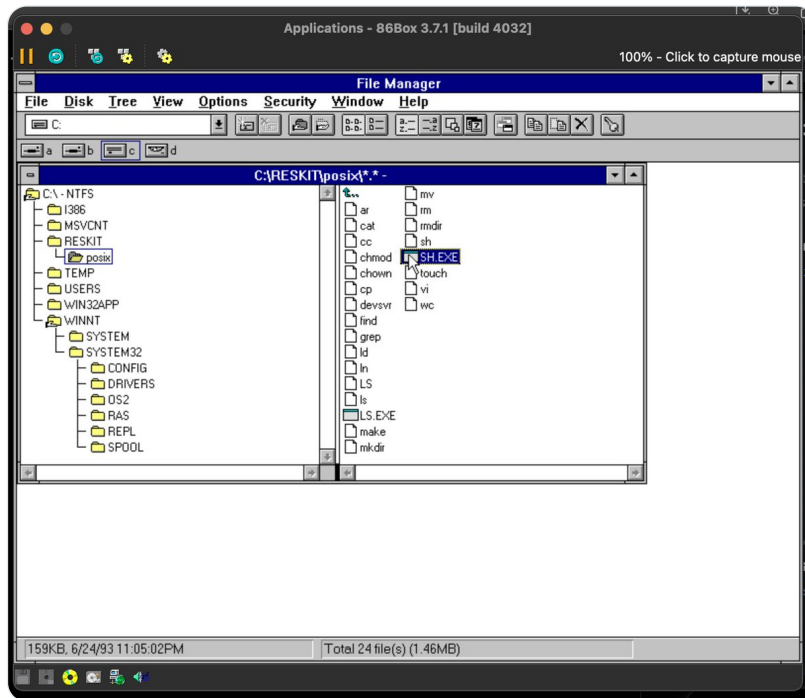 Applications - 86Box 3.7.1 [build 4032]
100% - Click to capture mouse
File Manager
File Disk Tree View Options Security Window Help
C:
a b c d
C:\RESKIT\posix\*.* -
C:\ - NTFS
I386
MSVCNT
RESKIT
posix
TEMP
USERS
WIN32APP
WINNT
SYSTEM
SYSTEM32
CONFIG
DRIVERS
OS2
RAS
REPL
SPOOL
ar
cat
cc
chmod
chown
cp
devsvr
find
grep
ld
ln
LS
ls
LS.EXE
make
mkdir
mv
rm
rmdir
sh
SH.EXE
touch
vi
wc
159KB, 6/24/93 11:05:02PM
Total 24 file(s) (1.46MB)